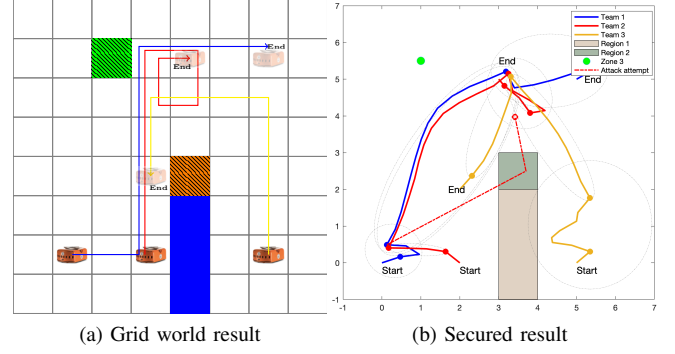 End
End
End
7
6
5
4
3
2
1
0
-1
-1
0
1
2
3
4
5
6
7
Team 1
Team 2
Team 3
Region 1
Region 2
Zone 3
Attack attempt
End
End
End
Start
Start
Start
(a) Grid world result
(b) Secured result